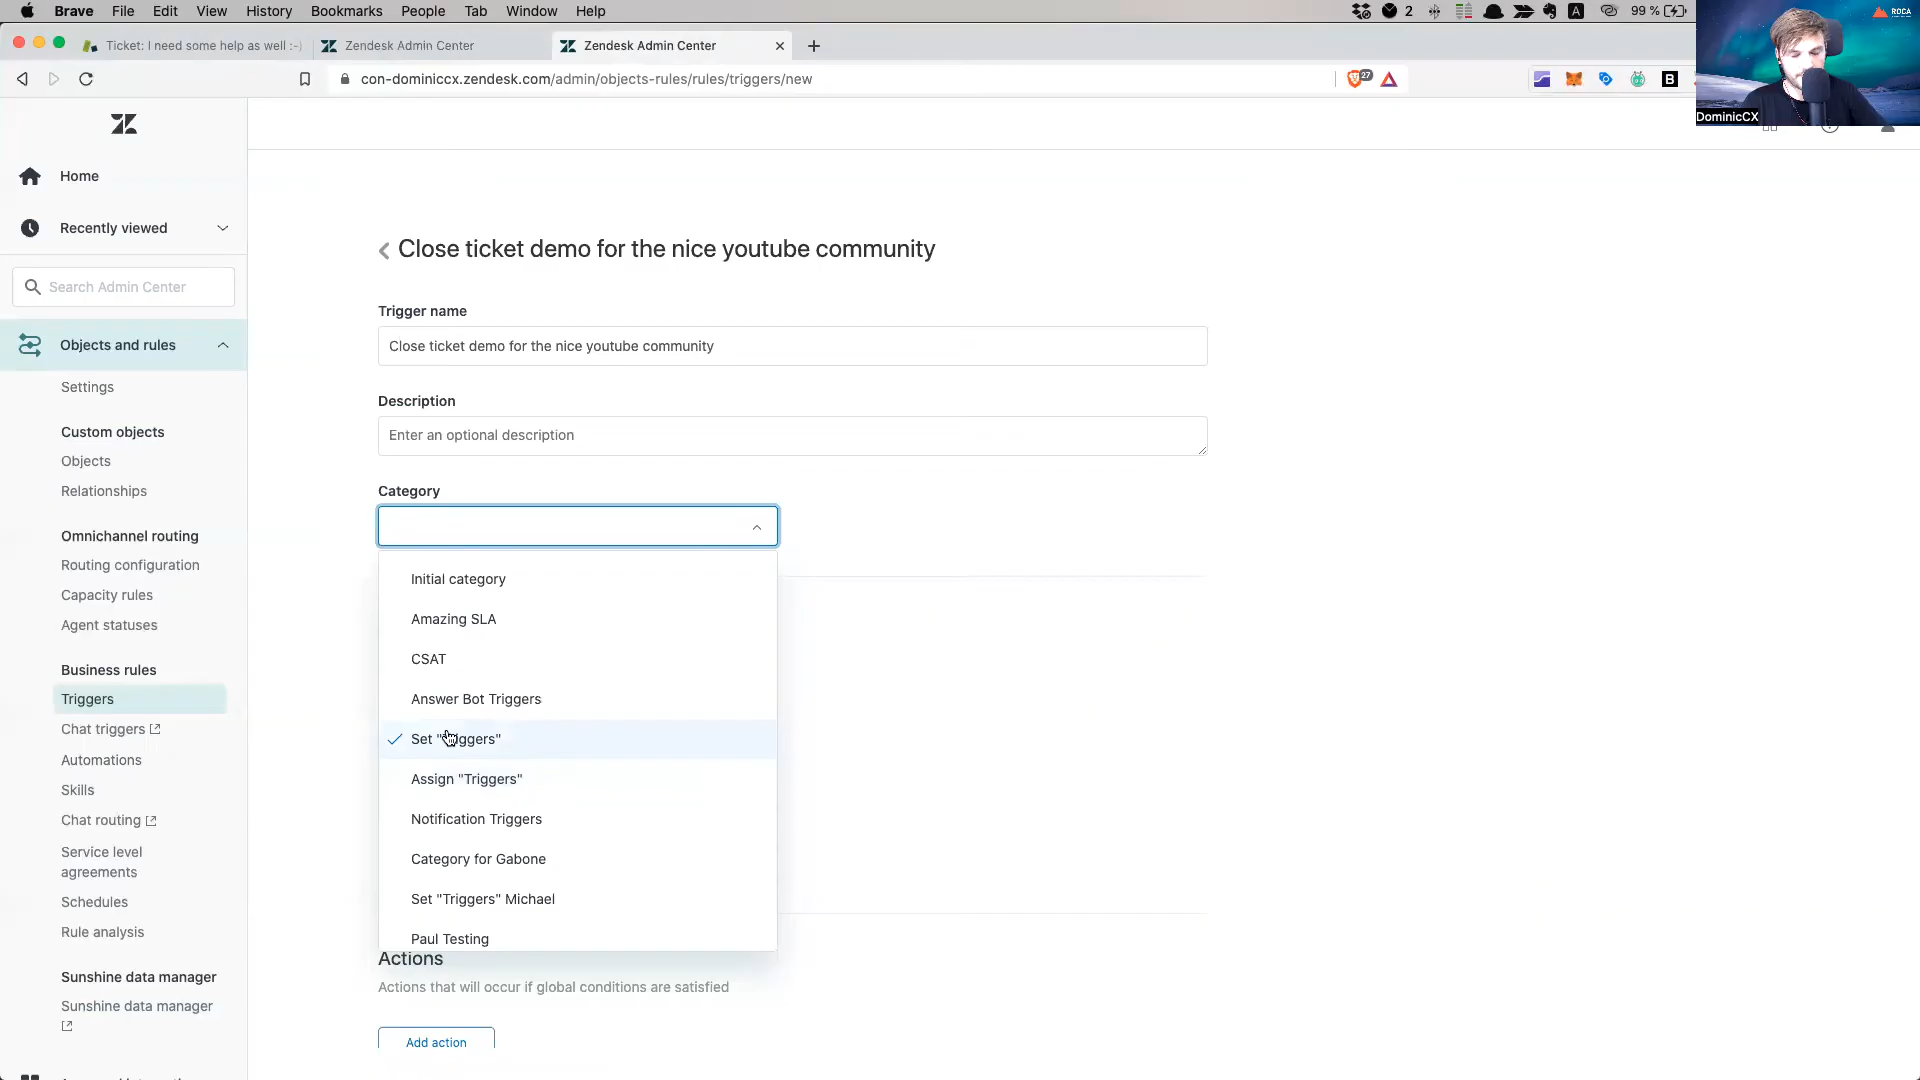 Brave File Edit View History Bookmarks People Tab Window Help
2
A
99 %
ROCA
Ticket: I need some help as well :-)
Zendesk Admin Center
Zendesk Admin Center
con-dominiccx.zendesk.com/admin/objects-rules/rules/triggers/new
27
B
DominicCX
Home
Recently viewed
Search Admin Center
Objects and rules
Settings
Custom objects
Objects
Relationships
Omnichannel routing
Routing configuration
Capacity rules
Agent statuses
Business rules
Triggers
Chat triggers
Automations
Skills
Chat routing
Service level
agreements
Schedules
Rule analysis
Sunshine data manager
Sunshine data manager
Close ticket demo for the nice youtube community
Trigger name
Close ticket demo for the nice youtube community
Description
Enter an optional description
Category
Initial category
Amazing SLA
CSAT
Answer Bot Triggers
Set "Triggers"
Assign "Triggers"
Notification Triggers
Category for Gabone
Set "Triggers" Michael
Paul Testing
Actions
Actions that will occur if global conditions are satisfied
Add action